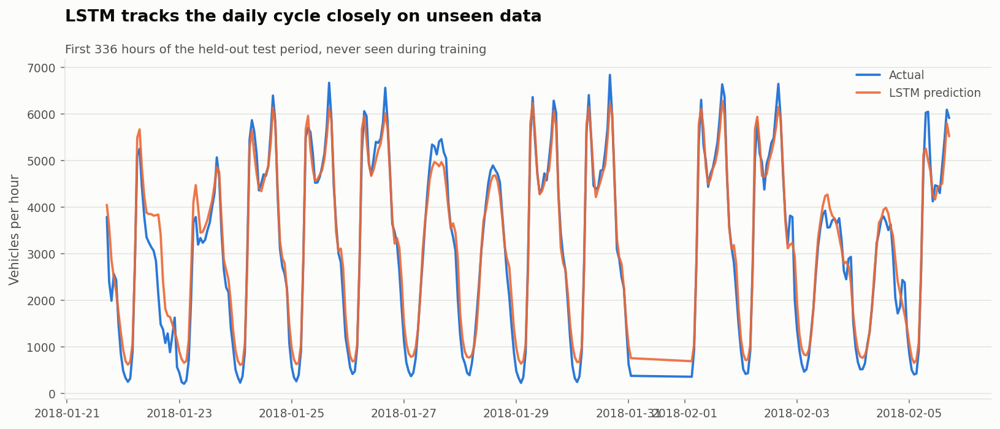 LSTM tracks the daily cycle closely on unseen data
First 336 hours of the held-out test period, never seen during training
Actual
LSTM prediction
Vehicles per hour
7000
6000
5000
4000
3000
2000
1000
0
2018-01-21 2018-01-23 2018-01-25 2018-01-27 2018-01-29 2018-01-31 2018-02-01 2018-02-03 2018-02-05